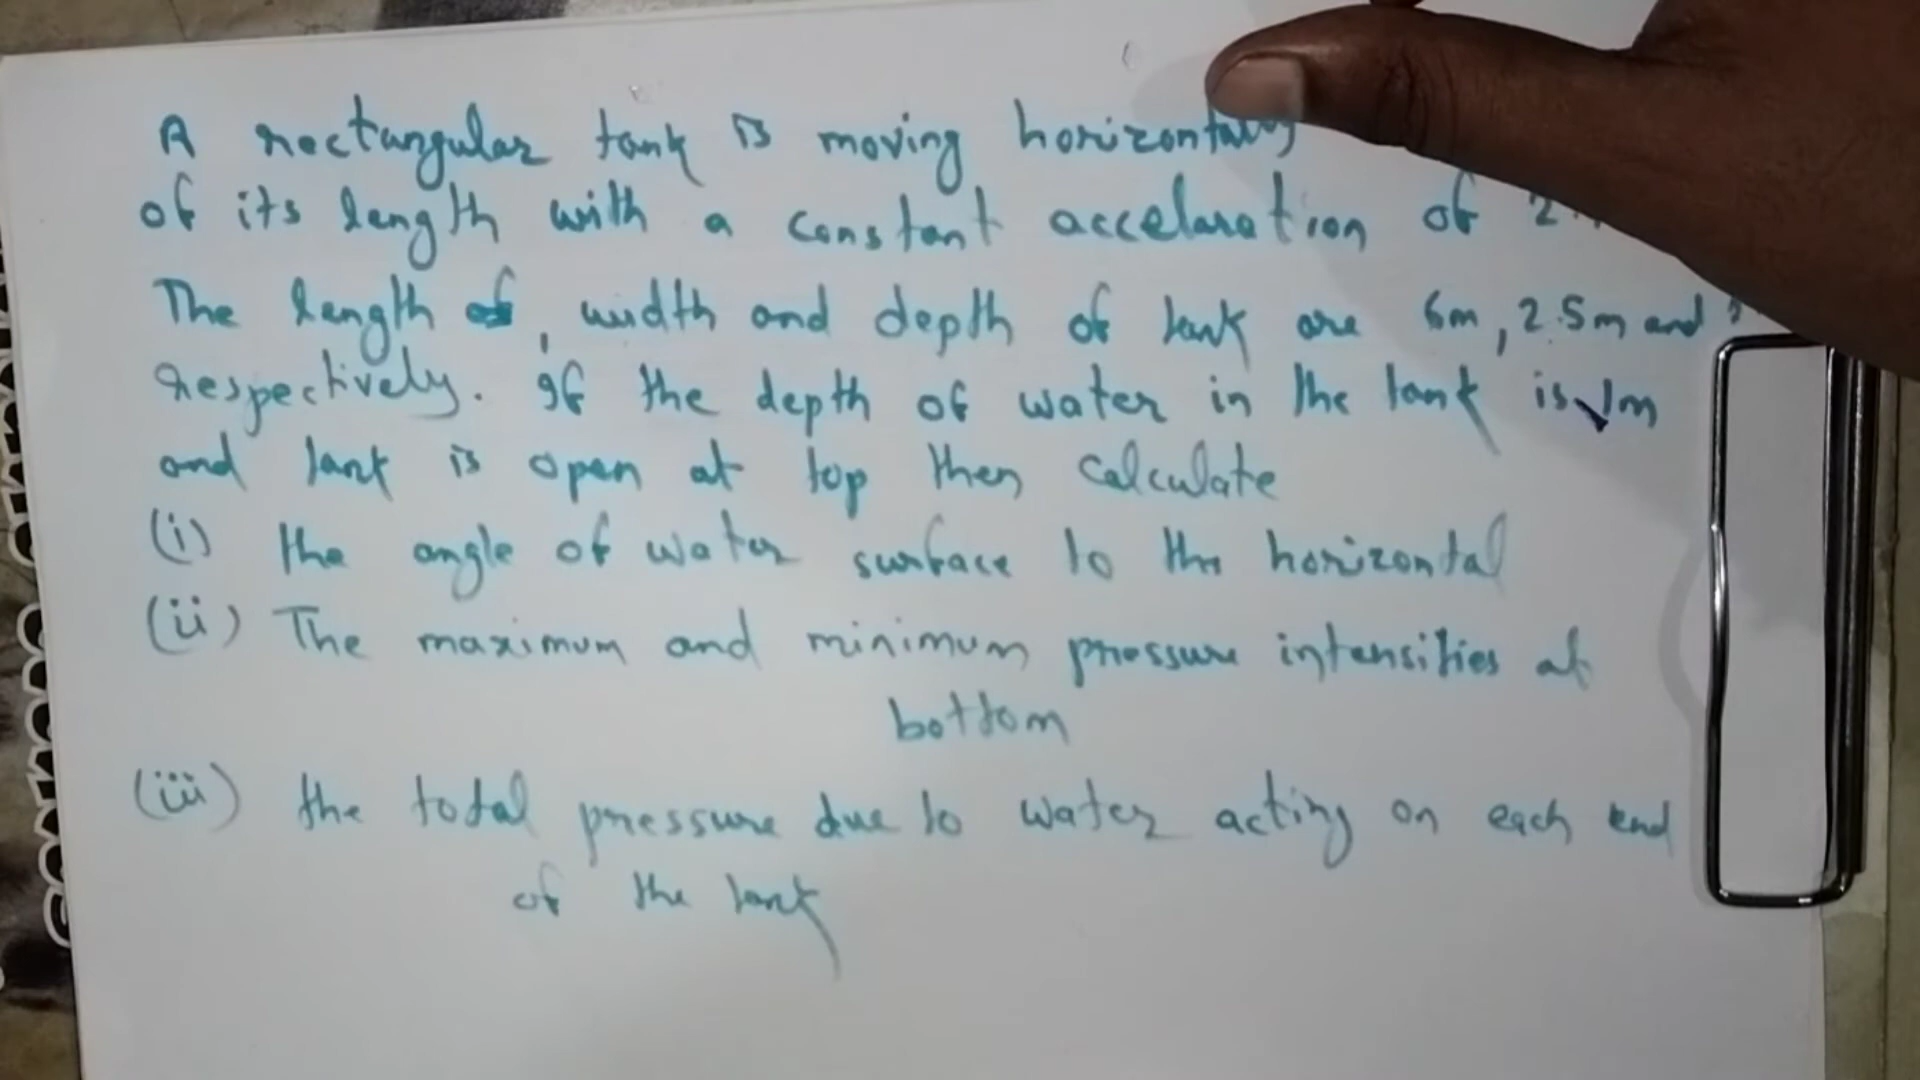 A rectangular tank is moving horizontally
of its length with a constant accelaration of 2
The length of, width and depth of tank are 6m, 2.5m and
respectively. If the depth of water in the tank is 1m
and tank is open at top then calculate
(i) the angle of water surface to the horizontal
(ii) The maximum and minimum pressure intensities at
bottom
(iii) the total pressure due to water acting on each end
of the tank